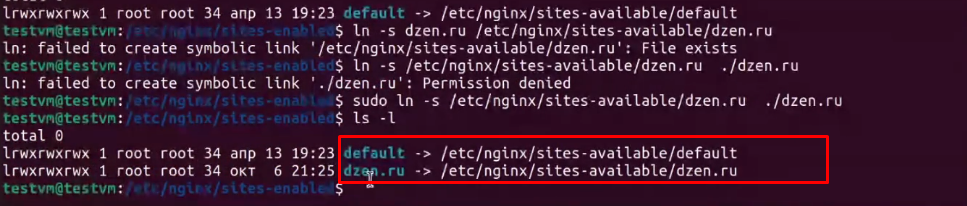 lrwxrwxrwx 1 root root 34 апр 13 19:23 default -> /etc/nginx/sites-available/default
testvm@testvm:/etc/nginx/sites-enabled$ ln -s dzen.ru /etc/nginx/sites-available/dzen.ru
ln: failed to create symbolic link '/etc/nginx/sites-available/dzen.ru': File exists
testvm@testvm:/etc/nginx/sites-enabled$ ln -s /etc/nginx/sites-available/dzen.ru  ./dzen.ru
ln: failed to create symbolic link './dzen.ru': Permission denied
testvm@testvm:/etc/nginx/sites-enabled$ sudo ln -s /etc/nginx/sites-available/dzen.ru  ./dzen.ru
testvm@testvm:/etc/nginx/sites-enabled$ ls -l
total 0
lrwxrwxrwx 1 root root 34 апр 13 19:23 default -> /etc/nginx/sites-available/default
lrwxrwxrwx 1 root root 34 окт  6 21:25 dzen.ru -> /etc/nginx/sites-available/dzen.ru
testvm@testvm:/etc/nginx/sites-enabled$